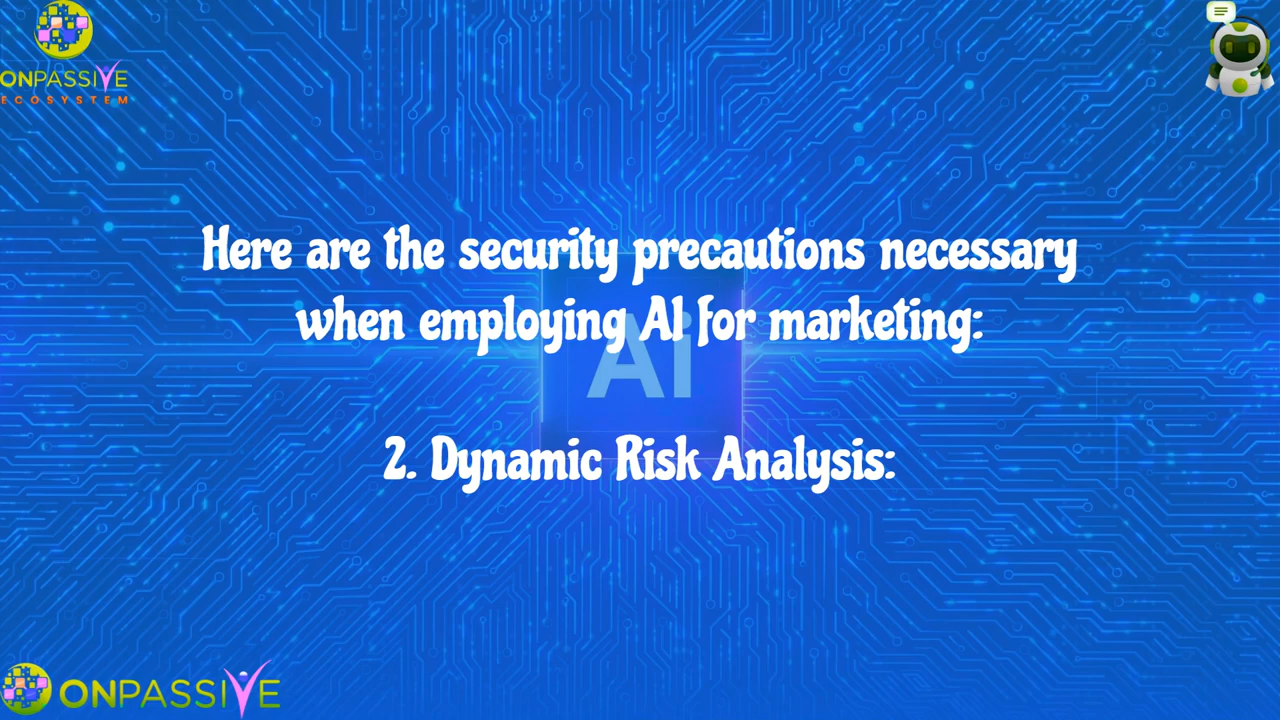 ONPASSIVE
ECOSYSTEM
Here are the security precautions necessary
when employing AI for marketing:
Ai
2. Dynamic Risk Analysis:
ONPASSIVE